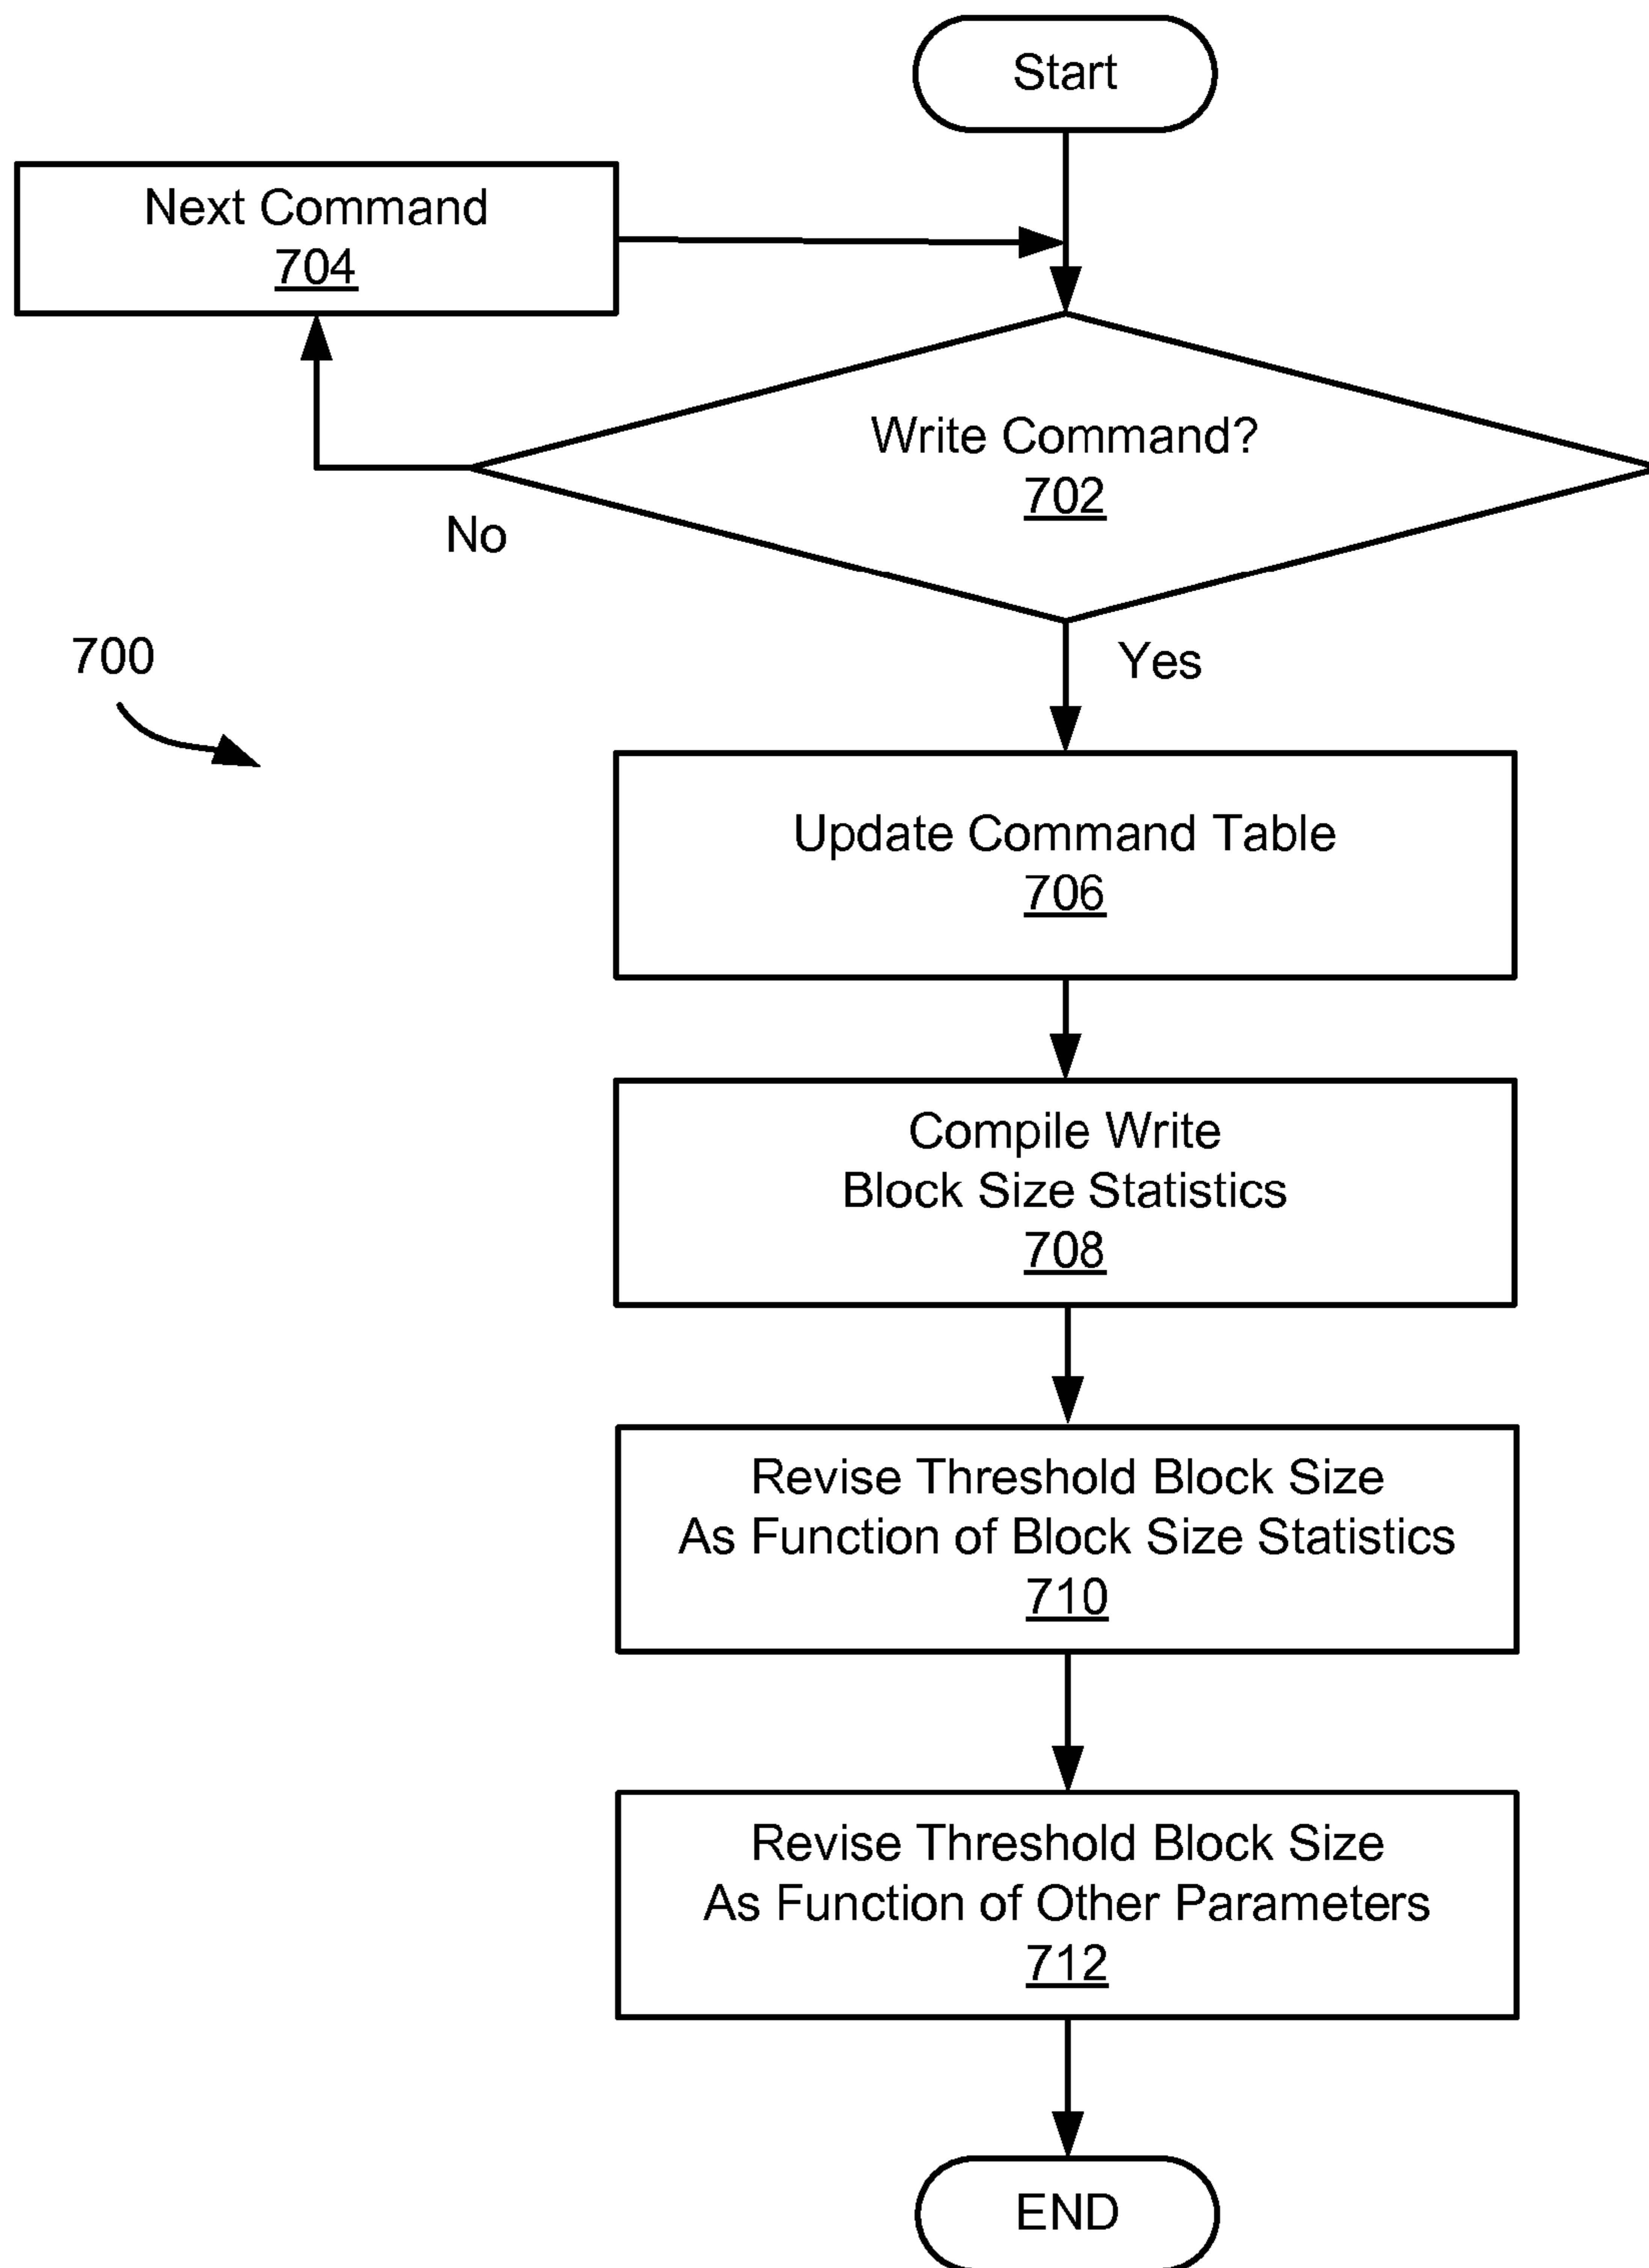 Start
Next Command
704
Write Command?
702
No
Yes
700
Update Command Table
706
Compile Write
Block Size Statistics
708
Revise Threshold Block Size
As Function of Block Size Statistics
710
Revise Threshold Block Size
As Function of Other Parameters
712
END